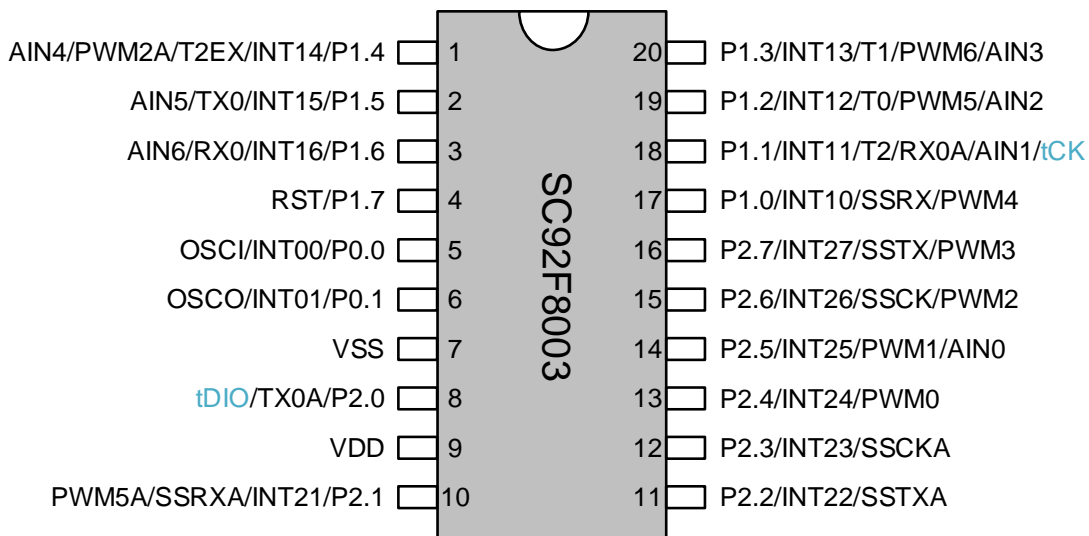 AIN4/PWM2A/T2EX/INT14/P1.4 1 20 P1.3/INT13/T1/PWM6/AIN3
AIN5/TX0/INT15/P1.5 2 19 P1.2/INT12/T0/PWM5/AIN2
AIN6/RX0/INT16/P1.6 3 18 P1.1/INT11/T2/RX0A/AIN1/tCK
RST/P1.7 4 17 P1.0/INT10/SSRX/PWM4
OSCI/INT00/P0.0 5 16 P2.7/INT27/SSTX/PWM3
OSCO/INT01/P0.1 6 15 P2.6/INT26/SSCK/PWM2
VSS 7 14 P2.5/INT25/PWM1/AIN0
tDIO/TX0A/P2.0 8 13 P2.4/INT24/PWM0
VDD 9 12 P2.3/INT23/SSCKA
PWM5A/SSRXA/INT21/P2.1 10 11 P2.2/INT22/SSTXA
SC92F8003